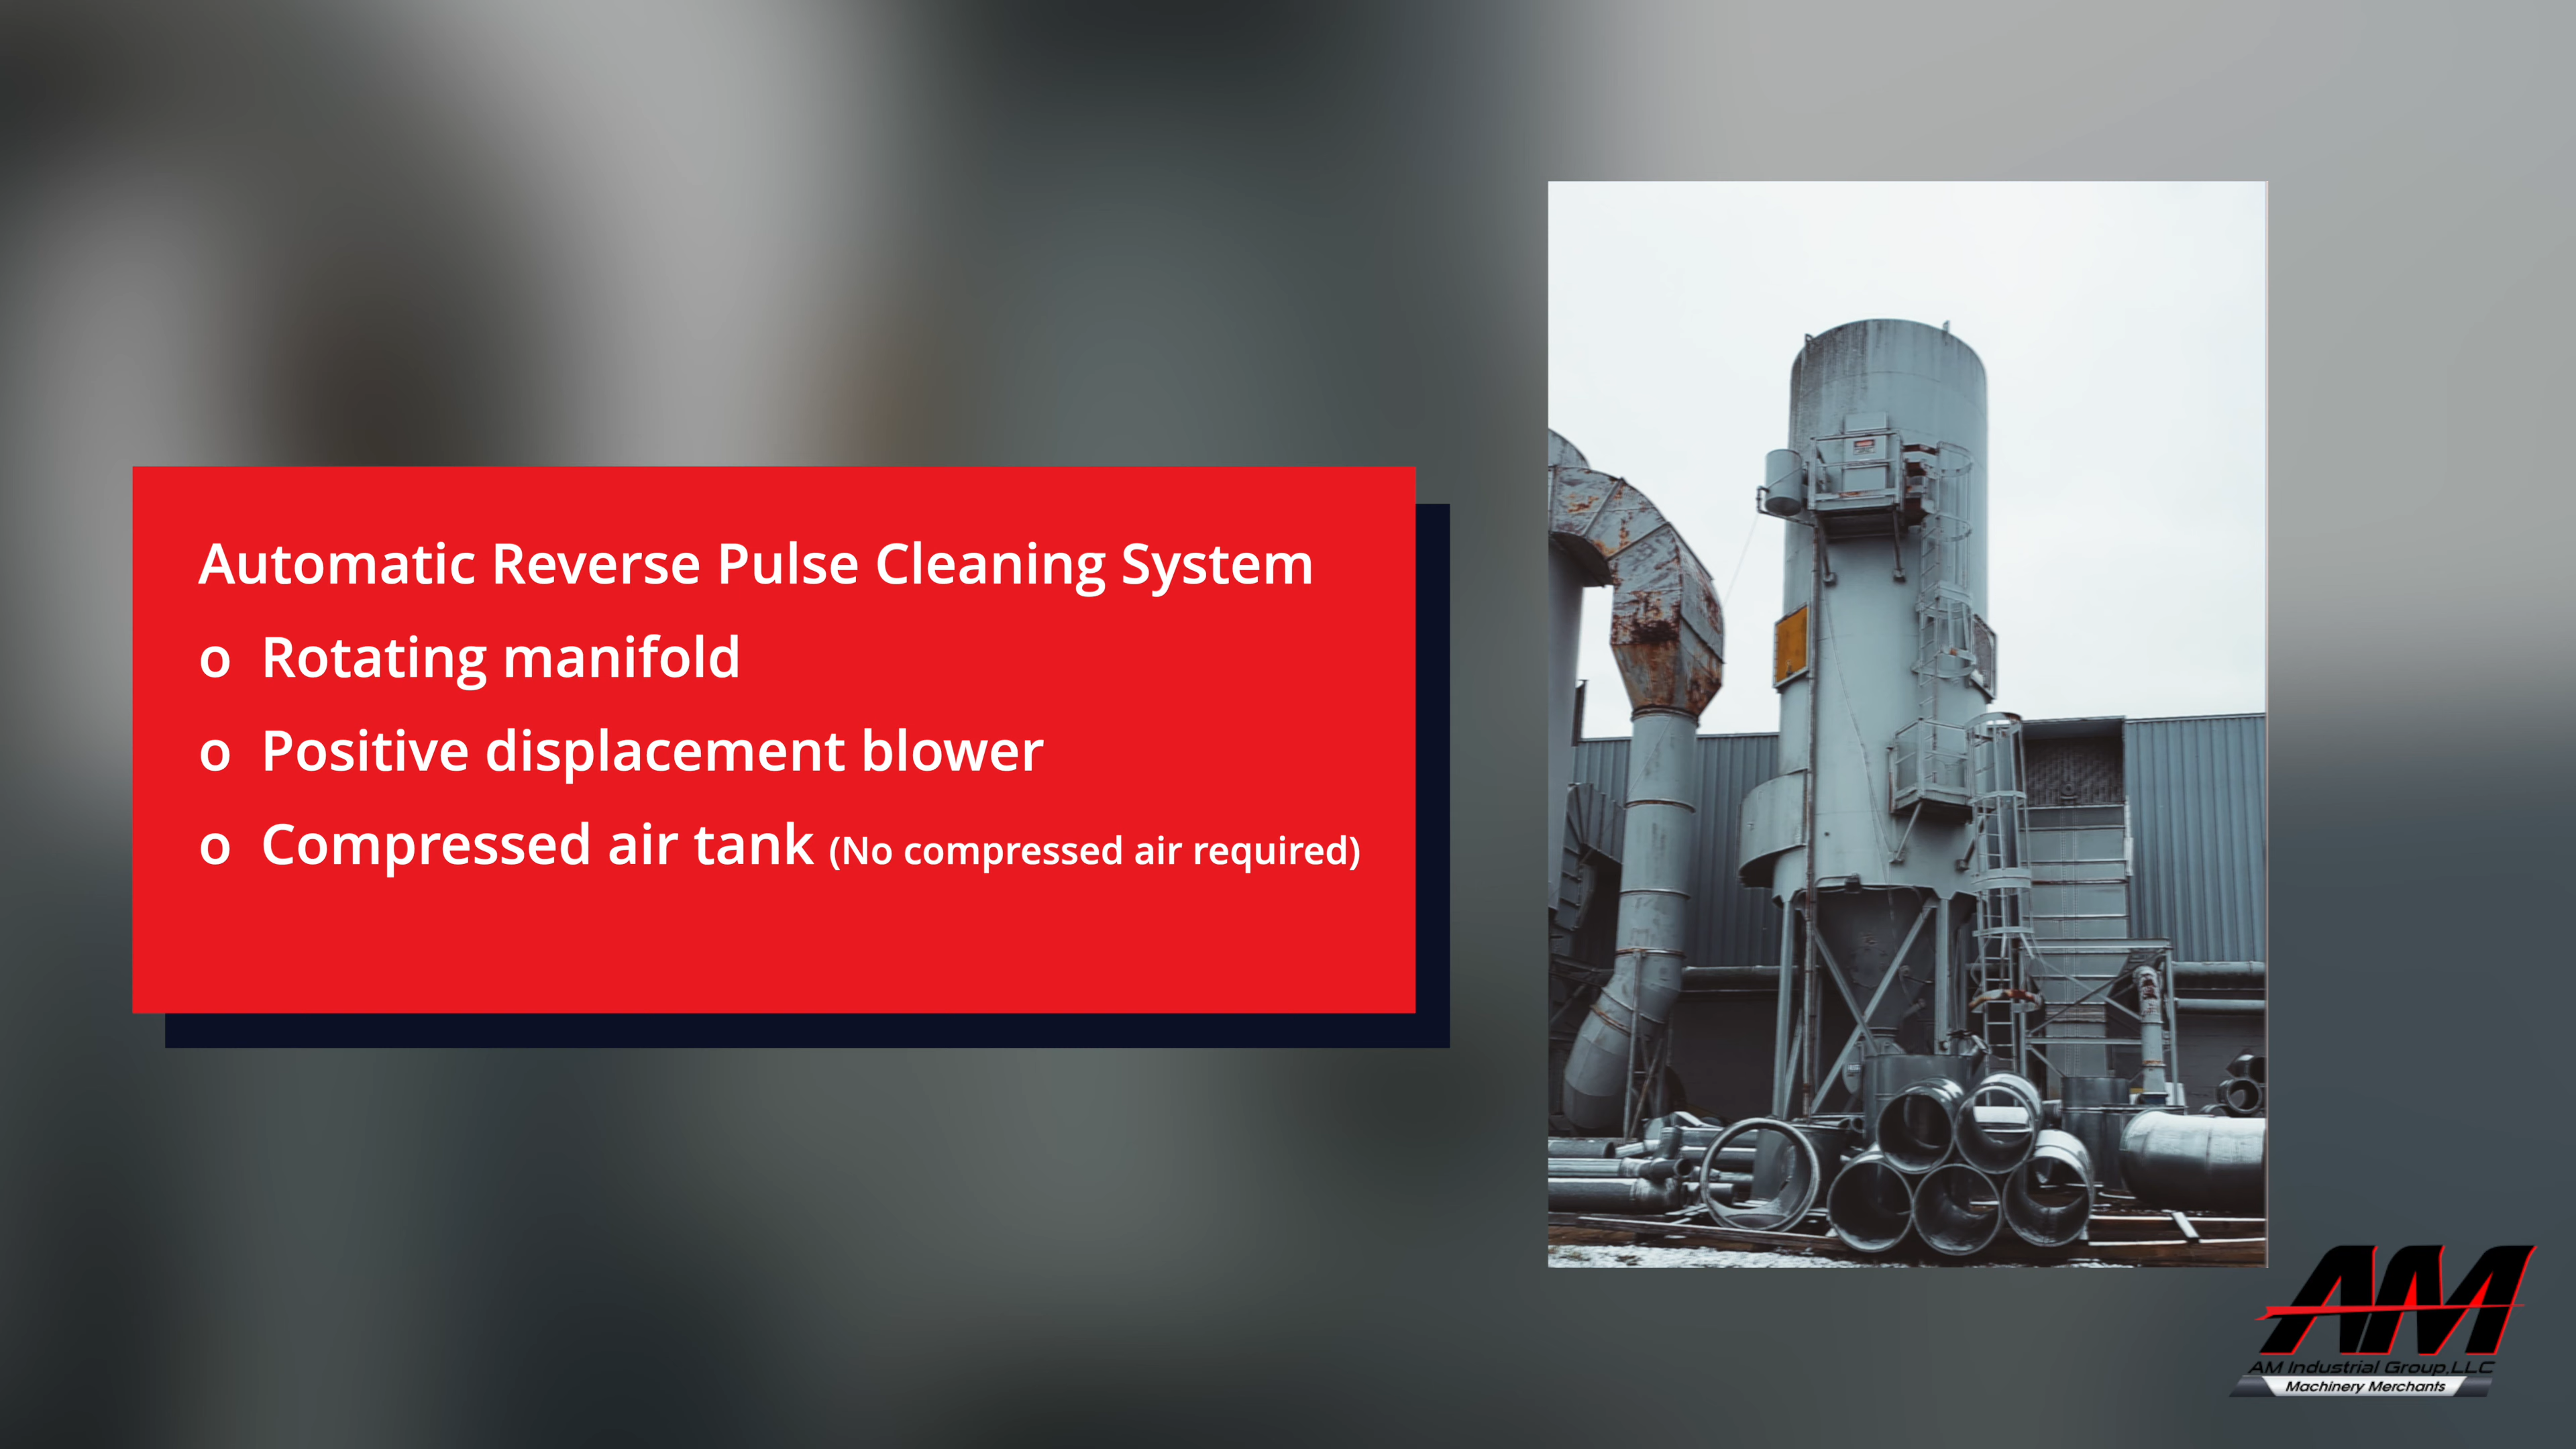 Automatic Reverse Pulse Cleaning System
o Rotating manifold
o Positive displacement blower
o Compressed air tank (No compressed air required)
AM
AM Industrial Group, LLC
Machinery Merchants